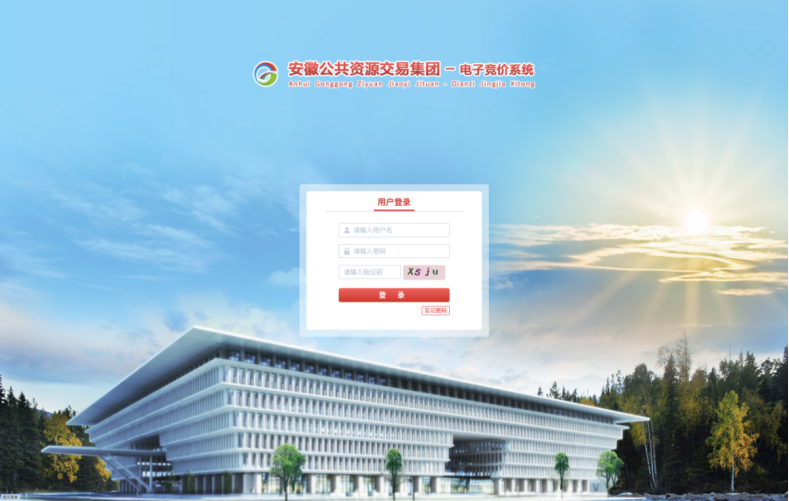 安徽公共资源交易集团 - 电子竞价系统
Anhui Gonggong Ziyuan Jiaoyi Jituan - Dianzi Jingjia Xitong
用户登录
请输入用户名
请输入密码
请输入验证码 X5ju
登 录
忘记密码